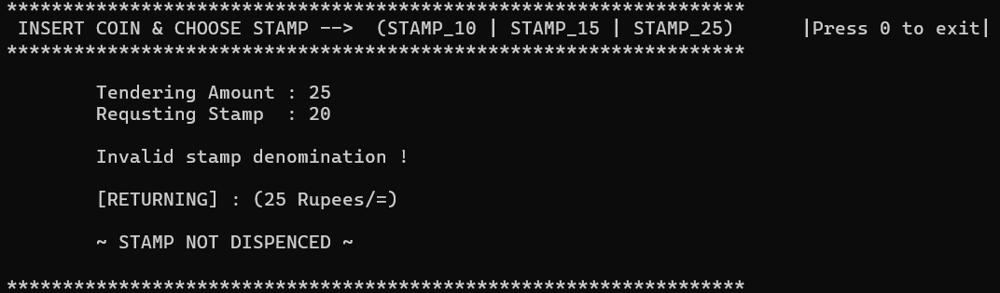 ******************************************************************
INSERT COIN & CHOOSE STAMP -->  (STAMP_10 | STAMP_15 | STAMP_25)      |Press 0 to exit|
******************************************************************
Tendering Amount : 25
Requsting Stamp  : 20
Invalid stamp denomination !
[RETURNING] : (25 Rupees/=)
~ STAMP NOT DISPENCED ~
******************************************************************